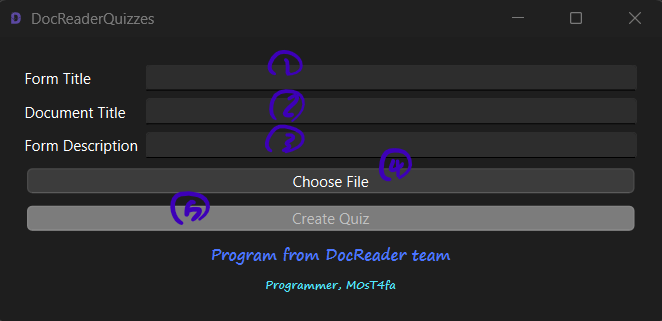 D DocReaderQuizzes
Form Title 1
Document Title 2
Form Description 3
Choose File 4
5 Create Quiz
Program from DocReader team
Programmer, M0sT4fa